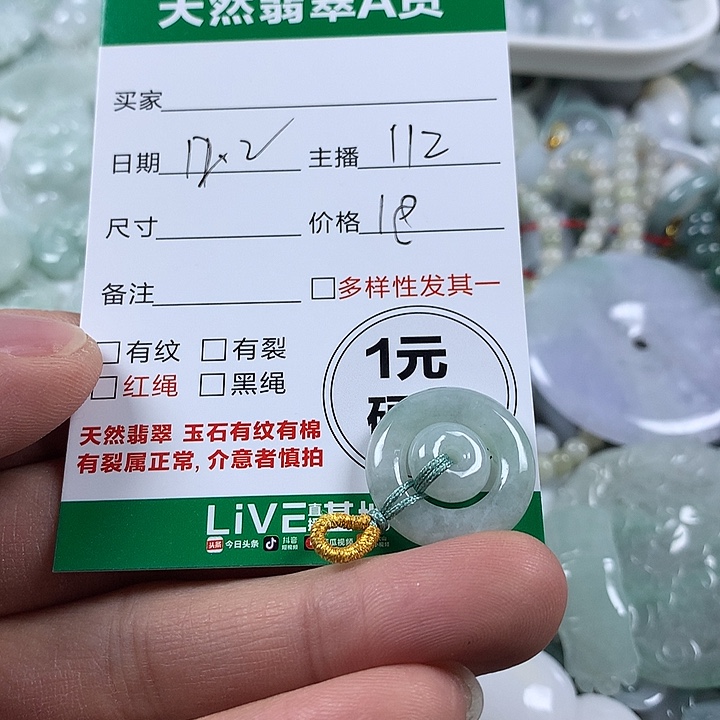 天然翡翠A货
买家
日期 12.2 主播 112
尺寸 价格 18
备注 □多样性发其一
□有纹 □有裂
□红绳 □黑绳
1元
天然翡翠 玉石有纹有棉
有裂属正常,介意者慎拍
LiVE
今日头条 抖音短视频